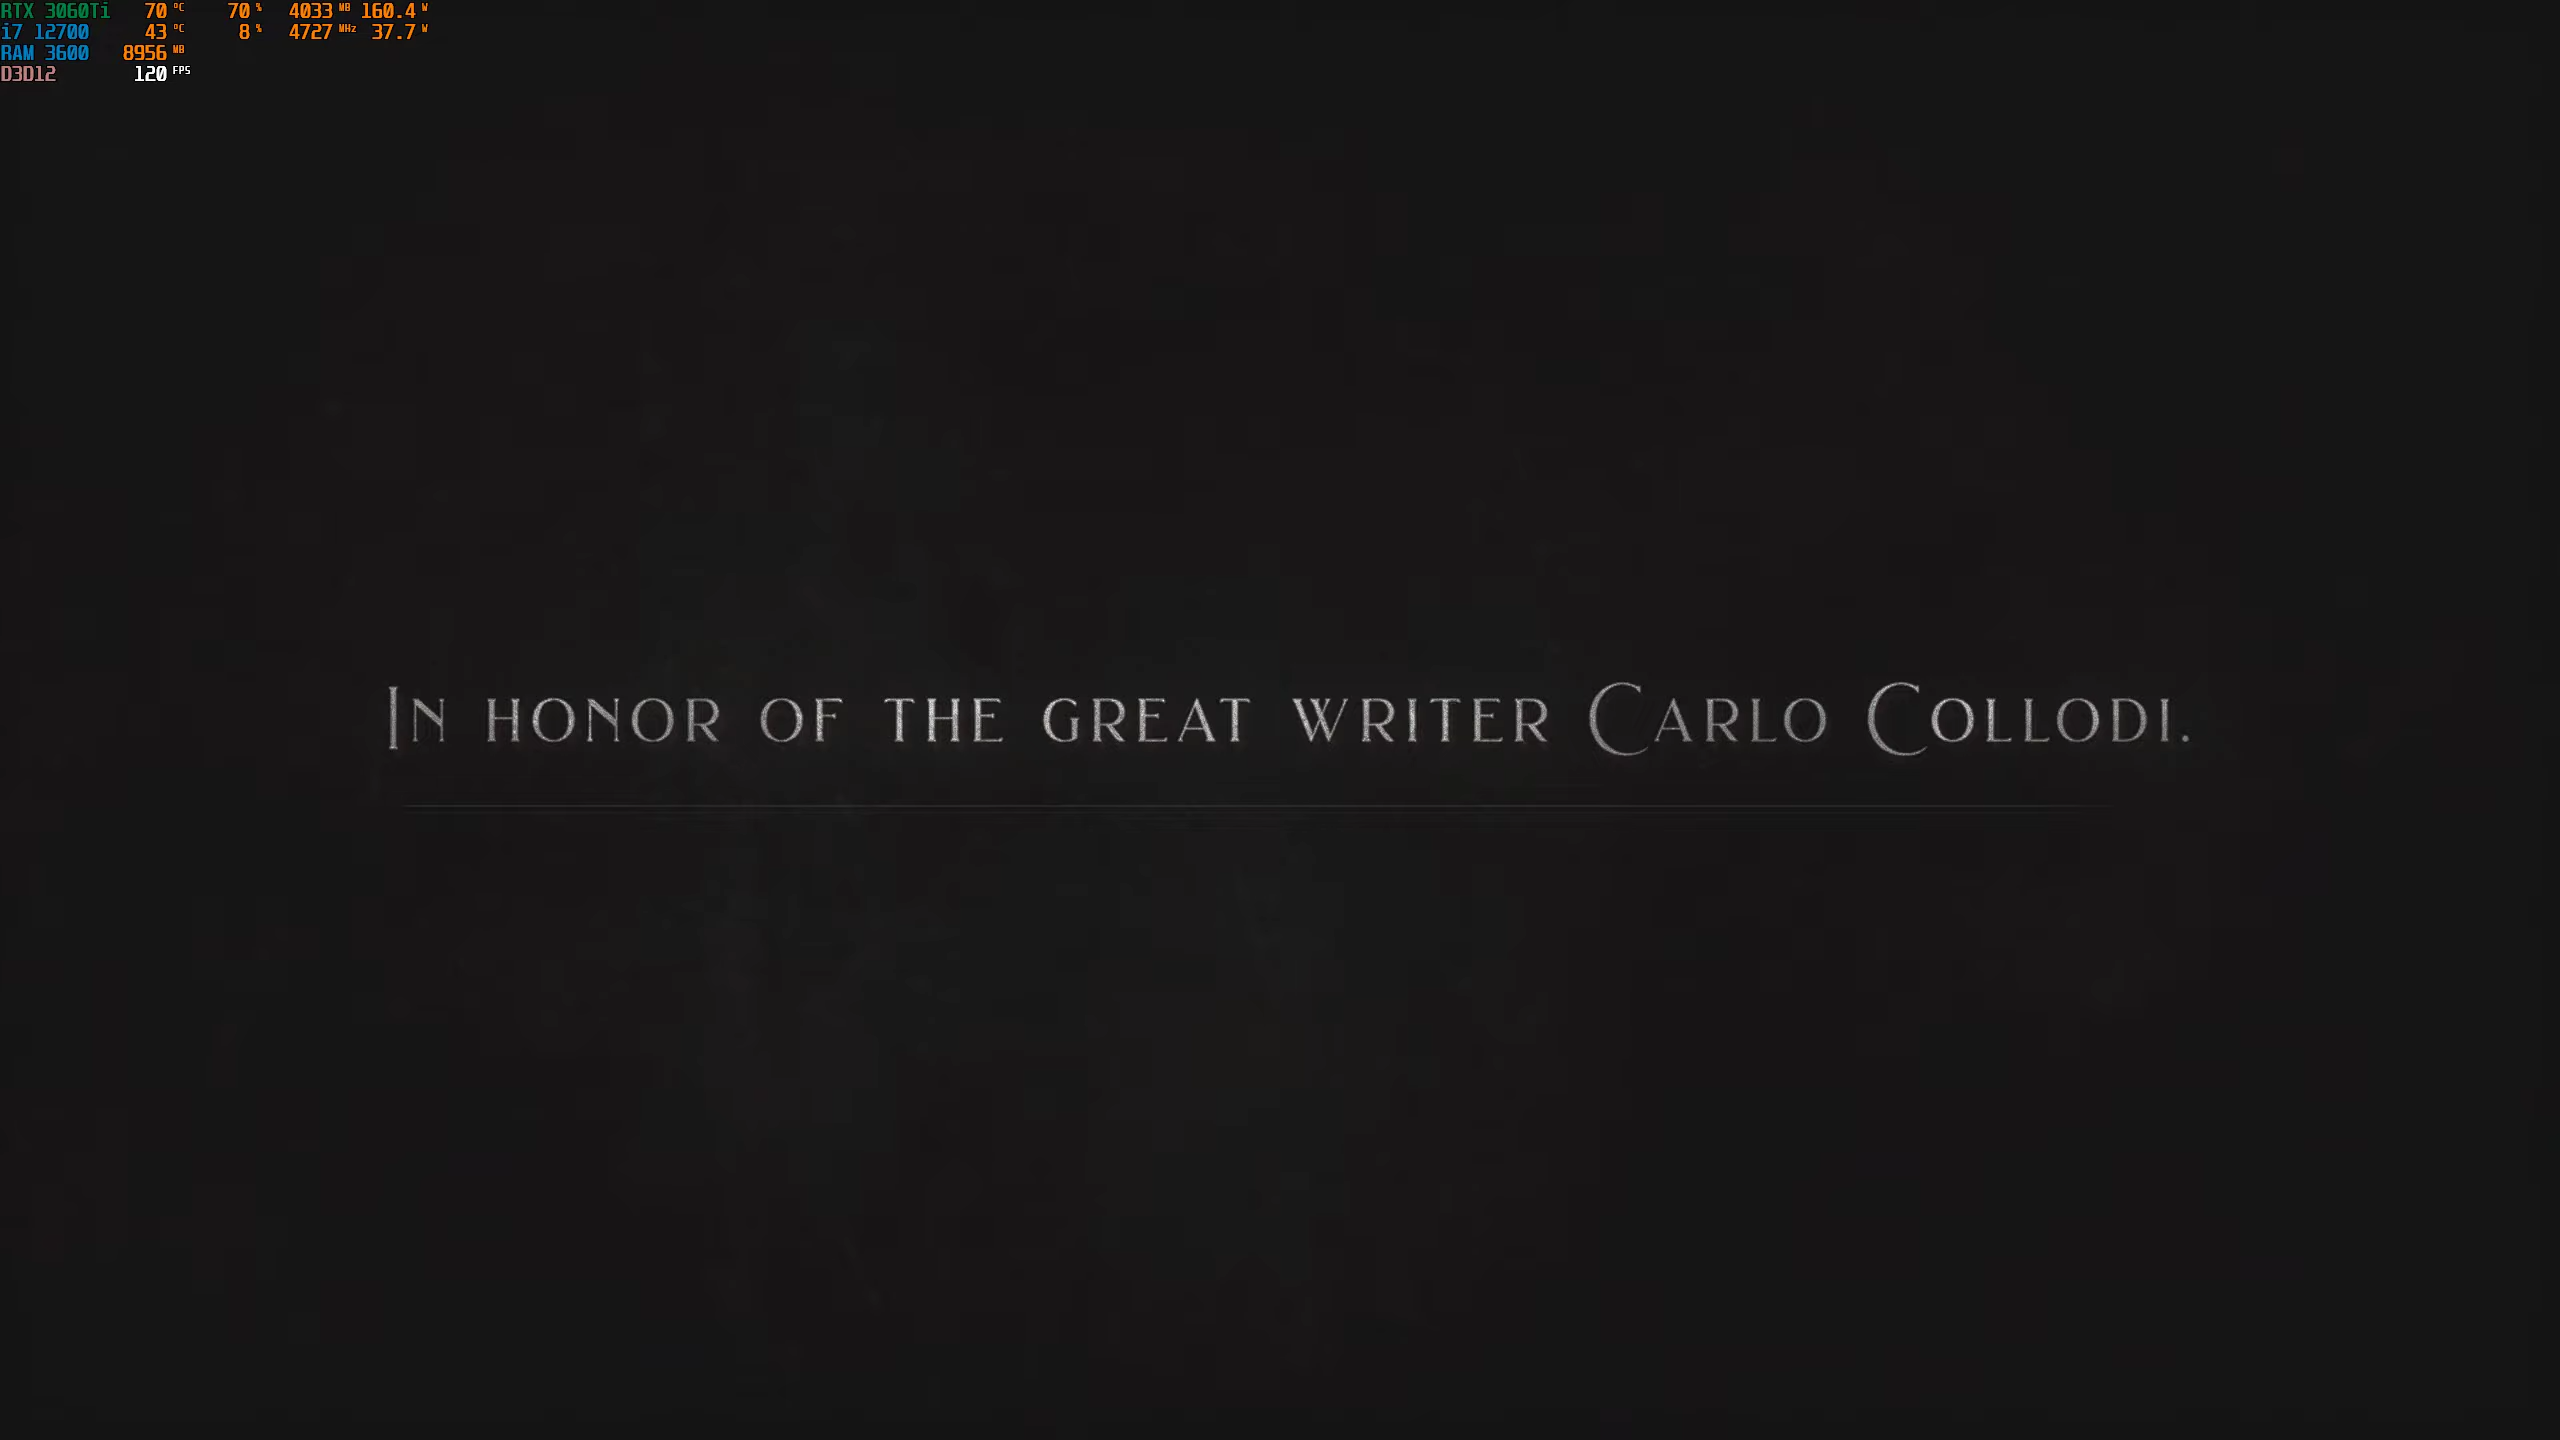 RTX 3060Ti 70 °C 70 % 4033 MB 160.4 W
i7 12700 43 °C 8 % 4727 MHz 37.7 W
RAM 3600 8956 MB
D3D12 120 FPS
In honor of the great writer Carlo Collodi.